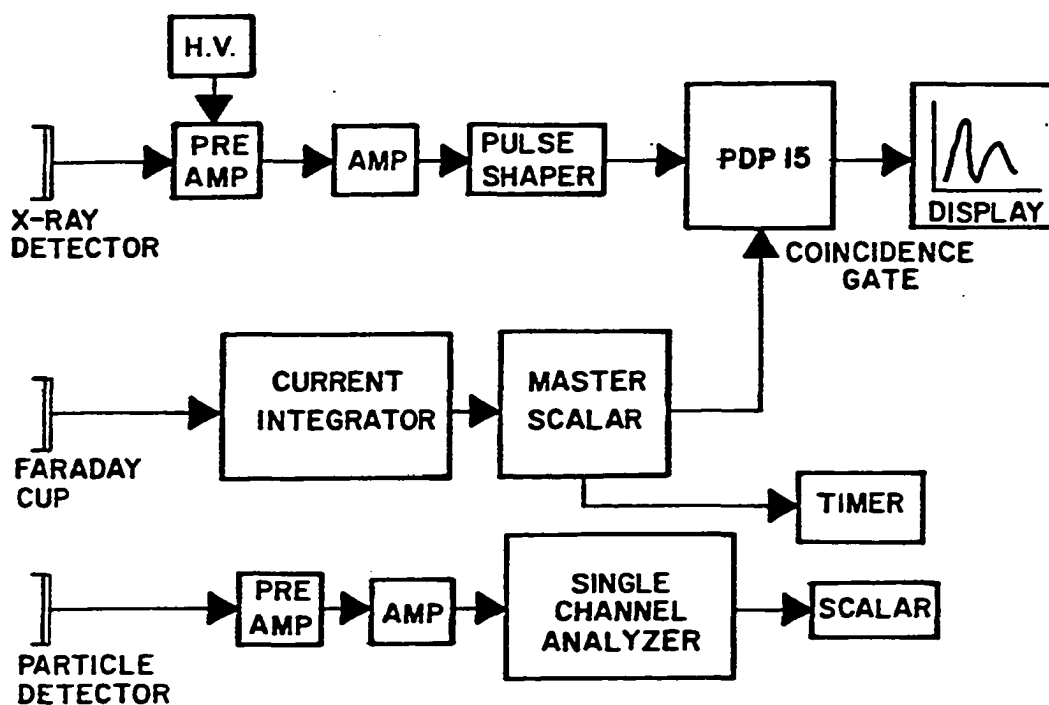 H.V.
PRE
AMP
AMP
PULSE
SHAPER
PDP 15
DISPLAY
X-RAY
DETECTOR
COINCIDENCE
GATE
CURRENT
INTEGRATOR
MASTER
SCALAR
FARADAY
CUP
TIMER
PRE
AMP
AMP
SINGLE
CHANNEL
ANALYZER
SCALAR
PARTICLE
DETECTOR